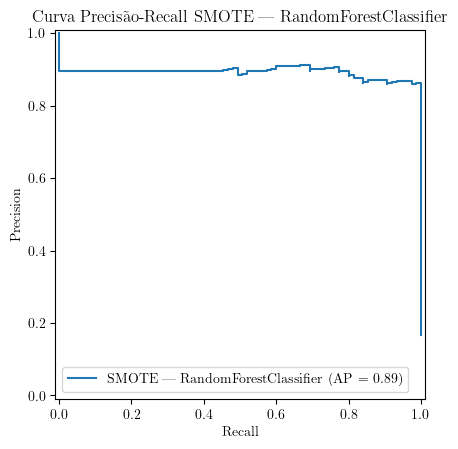 Curva Precisão-Recall SMOTE — RandomForestClassifier
1.0
0.8
0.6
0.4
0.2
0.0
Precision
SMOTE — RandomForestClassifier (AP = 0.89)
0.0 0.2 0.4 0.6 0.8 1.0
Recall